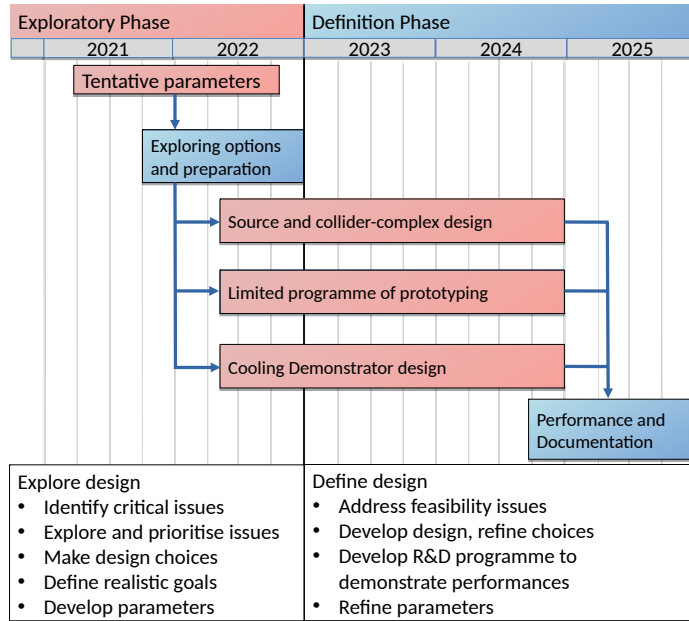 Exploratory Phase
Definition Phase
2021
2022
2023
2024
2025
Tentative parameters
Exploring options
and preparation
Source and collider-complex design
Limited programme of prototyping
Cooling Demonstrator design
Performance and
Documentation
Explore design
• Identify critical issues
• Explore and prioritise issues
• Make design choices
• Define realistic goals
• Develop parameters
Define design
• Address feasibility issues
• Develop design, refine choices
• Develop R&D programme to
demonstrate performances
• Refine parameters